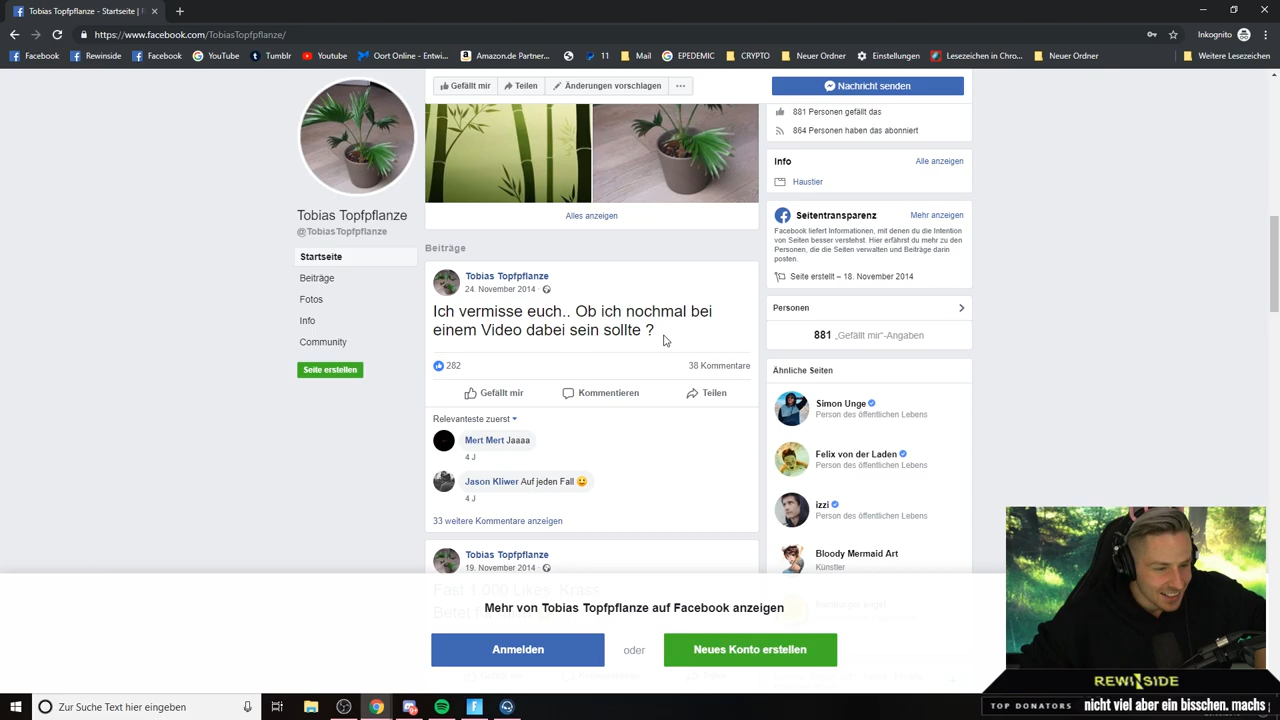 Tobias Topfpflanze - Startseite | F
https://www.facebook.com/TobiasTopfpflanze/
Inkognito
Facebook
Rewinside
Facebook
YouTube
Tumblr
Youtube
Oort Online - Entwi...
Amazon.de Partne...
11
Mail
EPEDEMIC
CRYPTO
Neuer Ordner
Einstellungen
Lesezeichen in Chro...
Neuer Ordner
Weitere Lesezeichen
Gefällt mir
Teilen
Änderungen vorschlagen
Nachricht senden
Tobias Topfpflanze
@TobiasTopfpflanze
Startseite
Beiträge
Fotos
Info
Community
Seite erstellen
Alles anzeigen
Beiträge
Tobias Topfpflanze
24. November 2014 ·
Ich vermisse euch.. Ob ich nochmal bei
einem Video dabei sein sollte ?
282
38 Kommentare
Gefällt mir
Kommentieren
Teilen
Relevanteste zuerst
Mert Mert Jaaaa
4 J
Jason Kliwer Auf jeden Fall
4 J
33 weitere Kommentare anzeigen
Tobias Topfpflanze
19. November 2014 ·
Fast 1.000 Likes. Krass
881 Personen gefällt das
864 Personen haben das abonniert
Info
Alle anzeigen
Haustier
Seitentransparenz
Mehr anzeigen
Facebook liefert Informationen, mit denen du die Intention
von Seiten besser verstehst. Hier erfährst du mehr zu den
Personen, die die Seiten verwalten und Beiträge darin
posten.
Seite erstellt – 18. November 2014
Personen
881 „Gefällt mir“-Angaben
Ähnliche Seiten
Simon Unge
Person des öffentlichen Lebens
Felix von der Laden
Person des öffentlichen Lebens
izzi
Person des öffentlichen Lebens
Bloody Mermaid Art
Künstler
Mehr von Tobias Topfpflanze auf Facebook anzeigen
Anmelden
oder
Neues Konto erstellen
REWINSIDE
TOP DONATORS
nicht viel aber ein bisschen. machs
Zur Suche Text hier eingeben